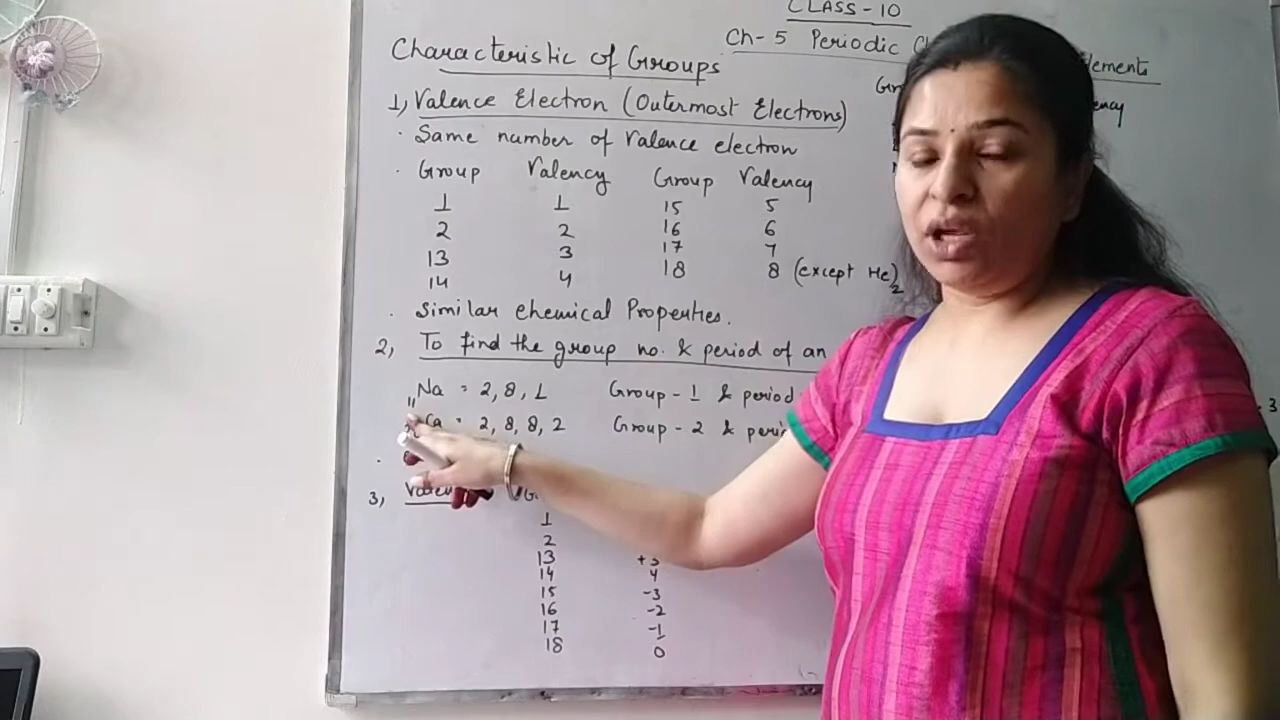 CLASS-10
Ch-5 Periodic
Elements
Characteristic of Groups
1, Valence Electron (Outermost Electrons)
· Same number of Valence electron
· Group Valency Group Valency
1 1 15 5
2 2 16 6
13 3 17 7
14 4 18 8 (except He)2
· Similar chemical Properties.
2, To find the group no. & period of an
11Na = 2, 8, 1 Group - 1 & period
Ca = 2, 8, 8, 2 Group - 2 &
3,
1
2
13
14 4
15 -3
16 -2
17 -1
18 0